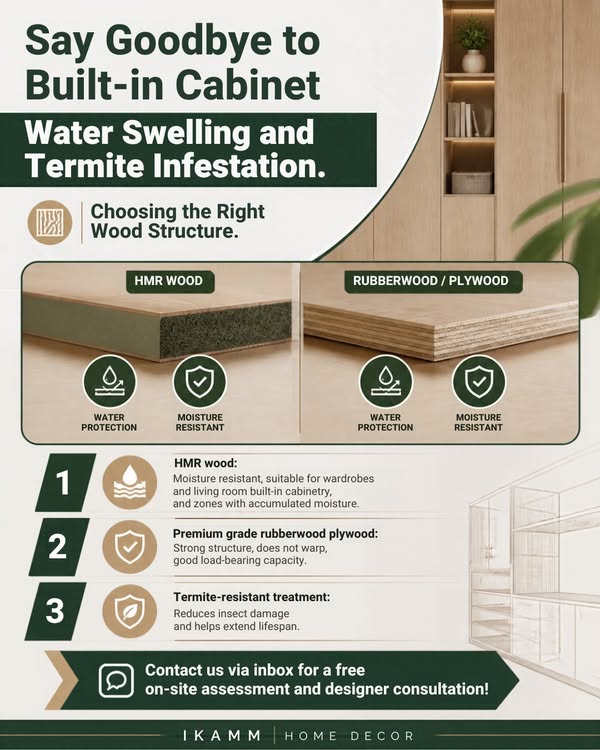 Say Goodbye to
Built-in Cabinet
Water Swelling and
Termite Infestation.
Choosing the Right
Wood Structure.
HMR WOOD
RUBBERWOOD / PLYWOOD
WATER
PROTECTION
MOISTURE
RESISTANT
WATER
PROTECTION
MOISTURE
RESISTANT
1
HMR wood:
Moisture resistant, suitable for wardrobes
and living room built-in cabinetry,
and zones with accumulated moisture.
2
Premium grade rubberwood plywood:
Strong structure, does not warp,
good load-bearing capacity.
3
Termite-resistant treatment:
Reduces insect damage
and helps extend lifespan.
Contact us via inbox for a free
on-site assessment and designer consultation!
IKAMM | HOME DECOR